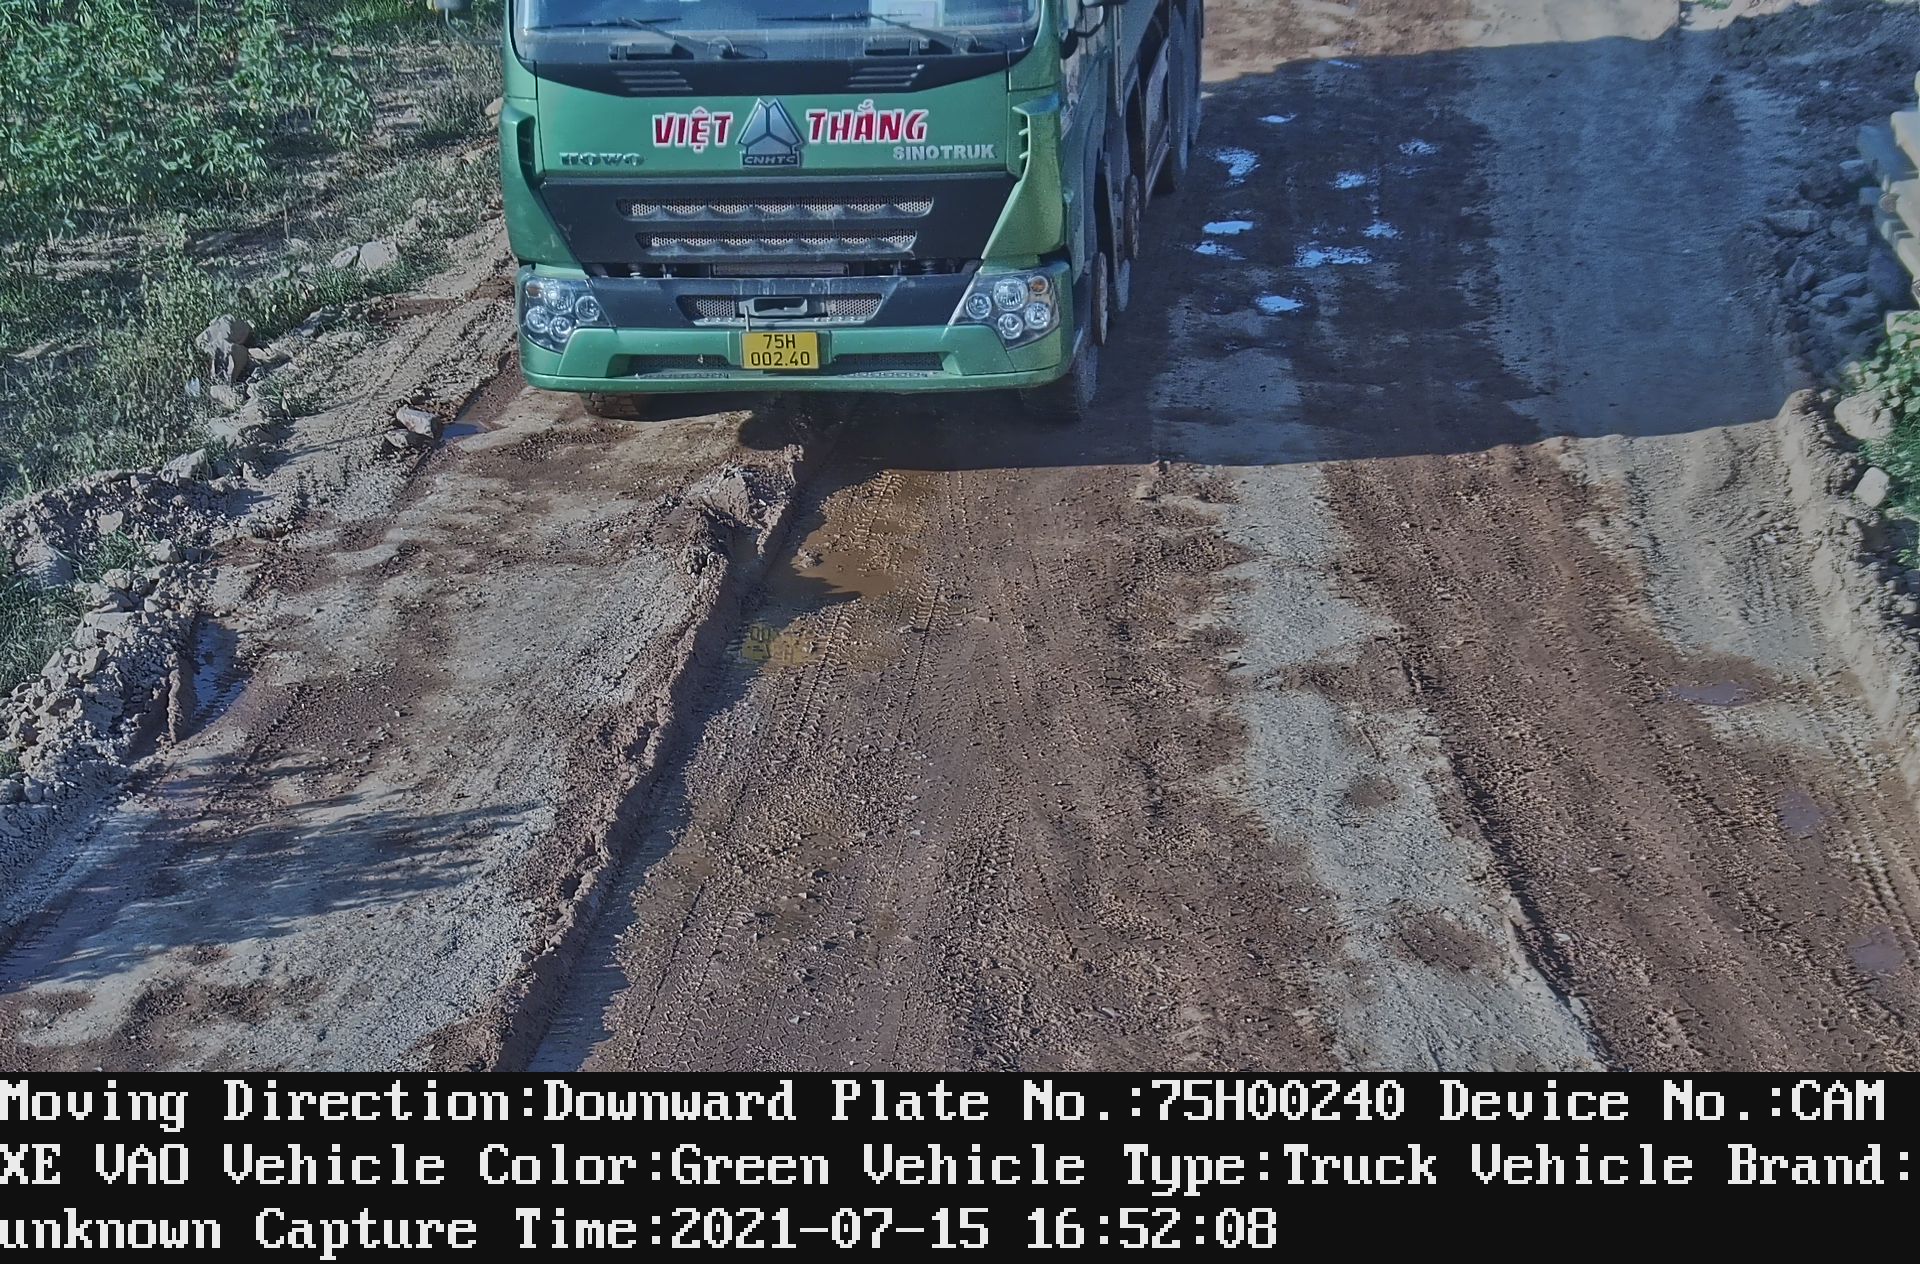 VIỆT THẮNG
HOWO
CNHTC
SINOTRUK
75H
002.40
Moving Direction:Downward Plate No.:75H00240 Device No.:CAM
XE VAO Vehicle Color:Green Vehicle Type:Truck Vehicle Brand:
unknown Capture Time:2021-07-15 16:52:08